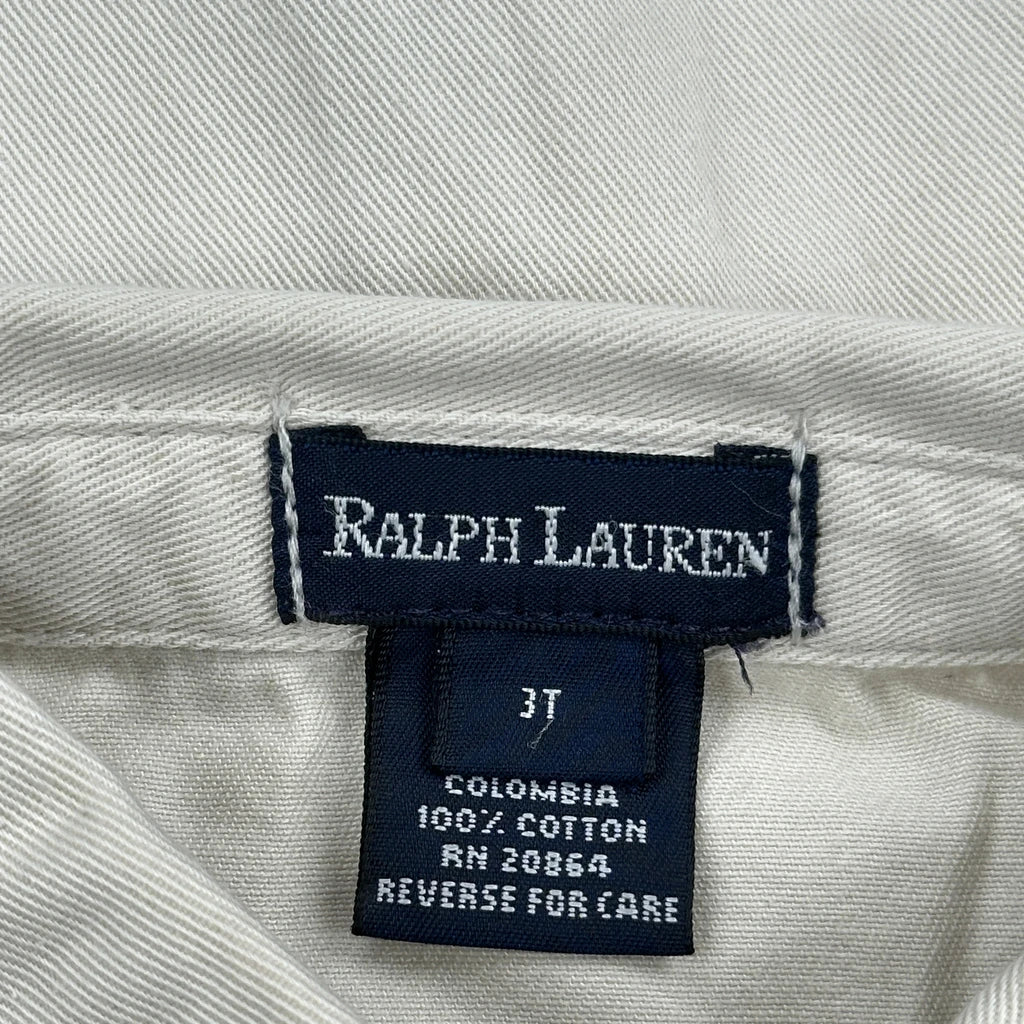 RALPH LAUREN
3T
COLOMBIA
100% COTTON
RN 20864
REVERSE FOR CARE